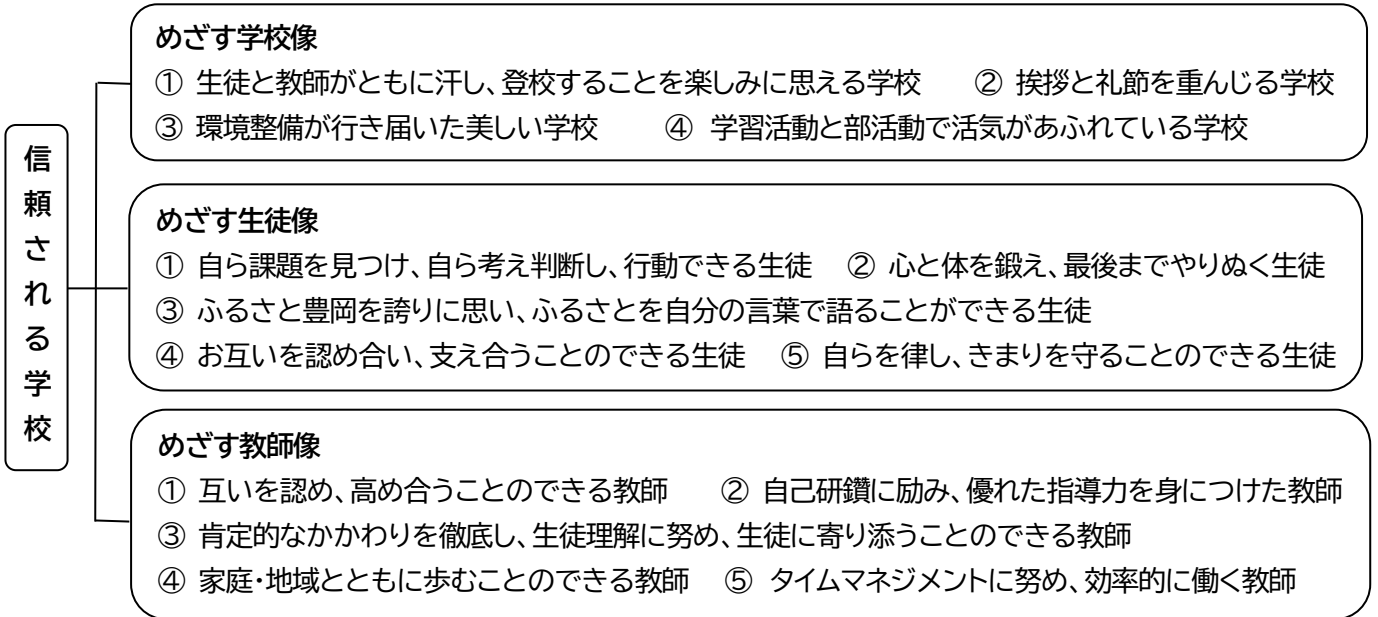 信頼される学校
めざす学校像
① 生徒と教師がともに汗し、登校することを楽しみに思える学校　② 挨拶と礼節を重んじる学校
③ 環境整備が行き届いた美しい学校　④ 学習活動と部活動で活気があふれている学校
めざす生徒像
① 自ら課題を見つけ、自ら考え判断し、行動できる生徒　② 心と体を鍛え、最後までやりぬく生徒
③ ふるさと豊岡を誇りに思い、ふるさとを自分の言葉で語ることができる生徒
④ お互いを認め合い、支え合うことのできる生徒　⑤ 自らを律し、きまりを守ることのできる生徒
めざす教師像
① 互いを認め、高め合うことのできる教師　② 自己研鑽に励み、優れた指導力を身につけた教師
③ 肯定的なかかわりを徹底し、生徒理解に努め、生徒に寄り添うことのできる教師
④ 家庭・地域とともに歩むことのできる教師　⑤ タイムマネジメントに努め、効率的に働く教師